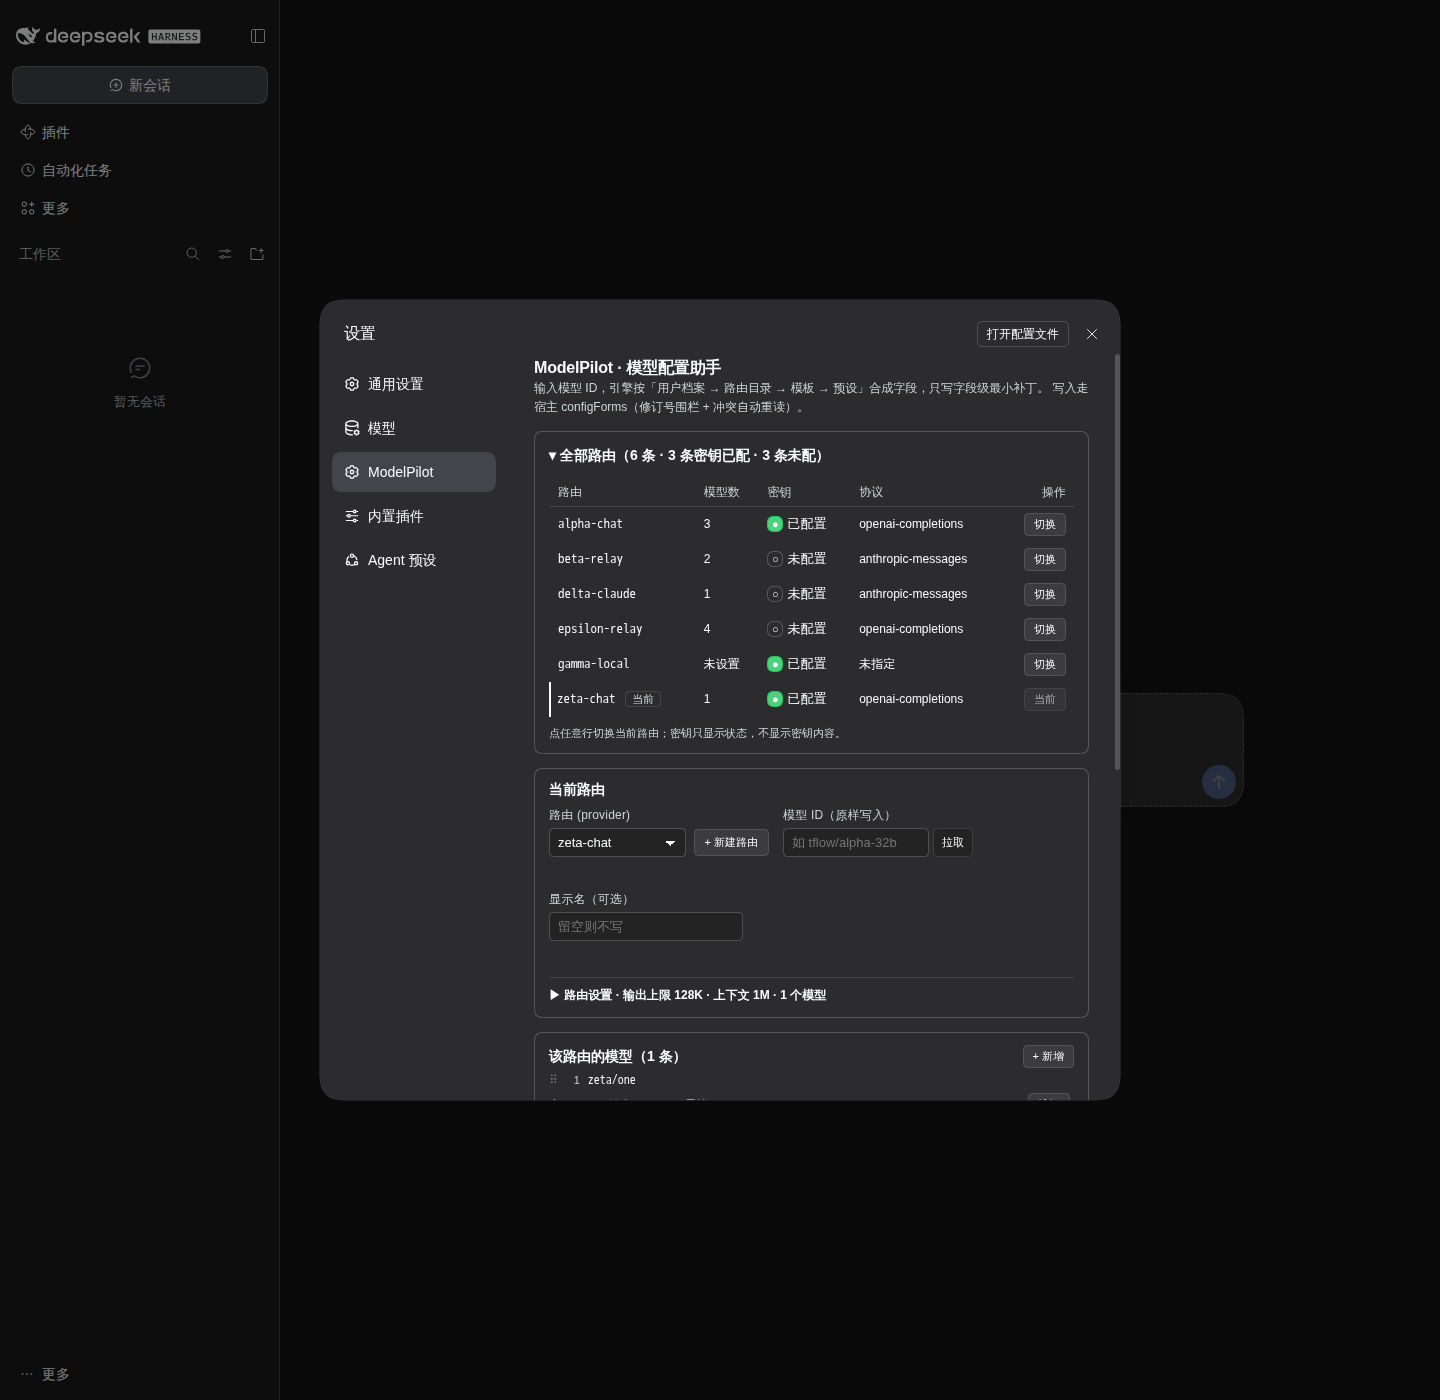 deepseek HARNESS
新会话
插件
自动化任务
更多
工作区
暂无会话
更多
设置
打开配置文件
通用设置
模型
ModelPilot
内置插件
Agent 预设
ModelPilot · 模型配置助手
输入模型 ID，引擎按「用户档案 → 路由目录 → 模板 → 预设」合成字段，只写字段级最小补丁。 写入走
宿主 configForms（修订号围栏 + 冲突自动重读）。
▾ 全部路由（6 条 · 3 条密钥已配 · 3 条未配）
路由 模型数 密钥 协议 操作
alpha-chat 3 已配置 openai-completions 切换
beta-relay 2 未配置 anthropic-messages 切换
delta-claude 1 未配置 anthropic-messages 切换
epsilon-relay 4 未配置 openai-completions 切换
gamma-local 未设置 已配置 未指定 切换
zeta-chat 当前 1 已配置 openai-completions 当前
点任意行切换当前路由；密钥只显示状态，不显示密钥内容。
当前路由
路由 (provider) 模型 ID（原样写入）
zeta-chat + 新建路由 如 tflow/alpha-32b 拉取
显示名（可选）
留空则不写
▶ 路由设置 · 输出上限 128K · 上下文 1M · 1 个模型
该路由的模型（1 条） + 新增
1 zeta/one